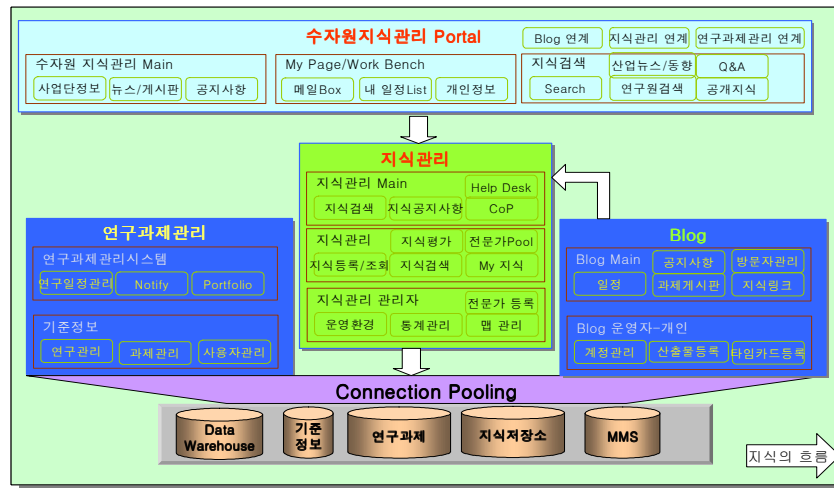 수자원지식관리 Portal
Blog 연계
지식관리 연계
연구과제관리 연계
수자원 지식관리 Main
사업단정보
뉴스/게시판
공지사항
My Page/Work Bench
메일Box
내 일정List
개인정보
지식검색
산업뉴스/동향
Q&A
Search
연구원검색
공개지식
지식관리
지식관리 Main
Help Desk
지식검색
지식공지사항
CoP
지식관리
지식평가
전문가Pool
지식등록/조회
지식검색
My 지식
지식관리 관리자
전문가 등록
운영환경
통계관리
맵 관리
연구과제관리
연구과제관리시스템
연구일정관리
Notify
Portfolio
기준정보
연구관리
과제관리
사용자관리
Blog
Blog Main
공지사항
방문자관리
일정
과제게시판
지식링크
Blog 운영자-개인
계정관리
산출물등록
타임카드등록
Connection Pooling
Data
Warehouse
기준
정보
연구과제
지식저장소
MMS
지식의 흐름